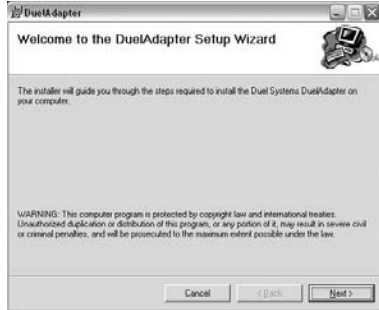 DuelAdapter
Welcome to the DuelAdapter Setup Wizard
The installer will guide you through the steps required to install the Duel Systems DuelAdapter on
your computer.
WARNING: This computer program is protected by copyright law and international treaties.
Unauthorized duplication or distribution of this program, or any portion of it, may result in severe civil
or criminal penalties, and will be prosecuted to the maximum extent possible under the law.
Cancel
< Back
Next >